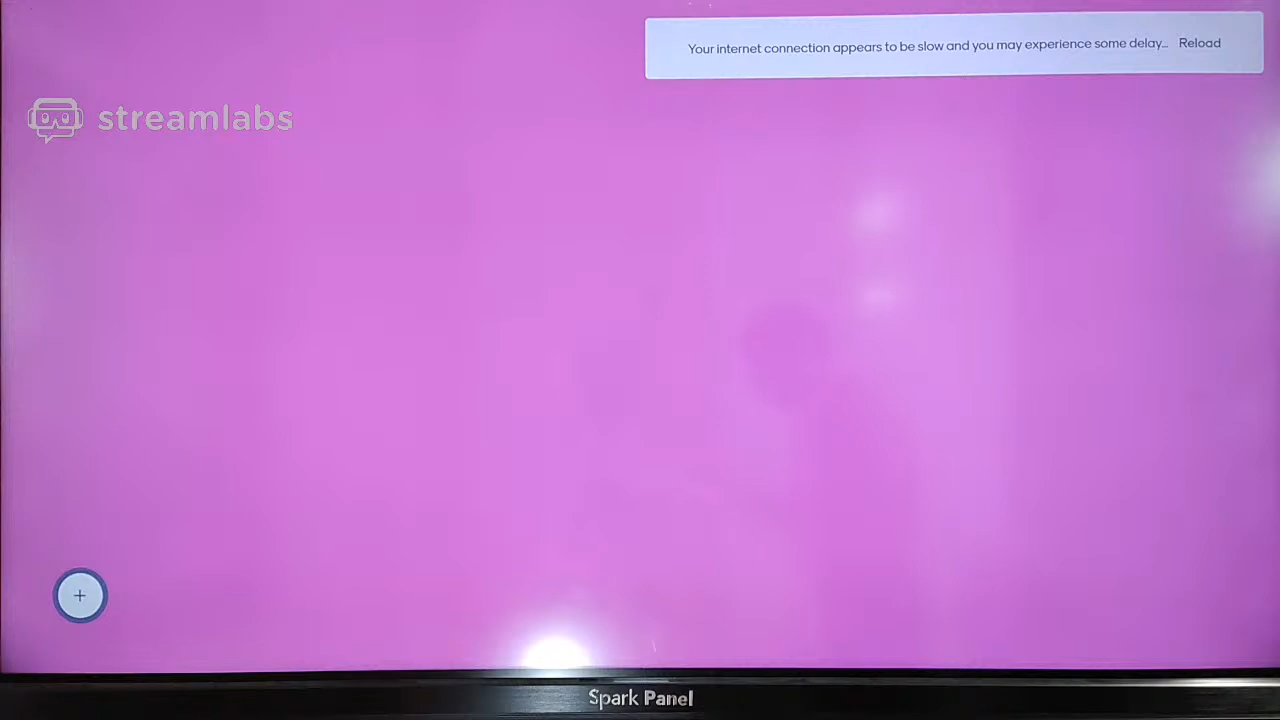 Your internet connection appears to be slow and you may experience some delay... Reload
streamlabs
+
Spark Panel